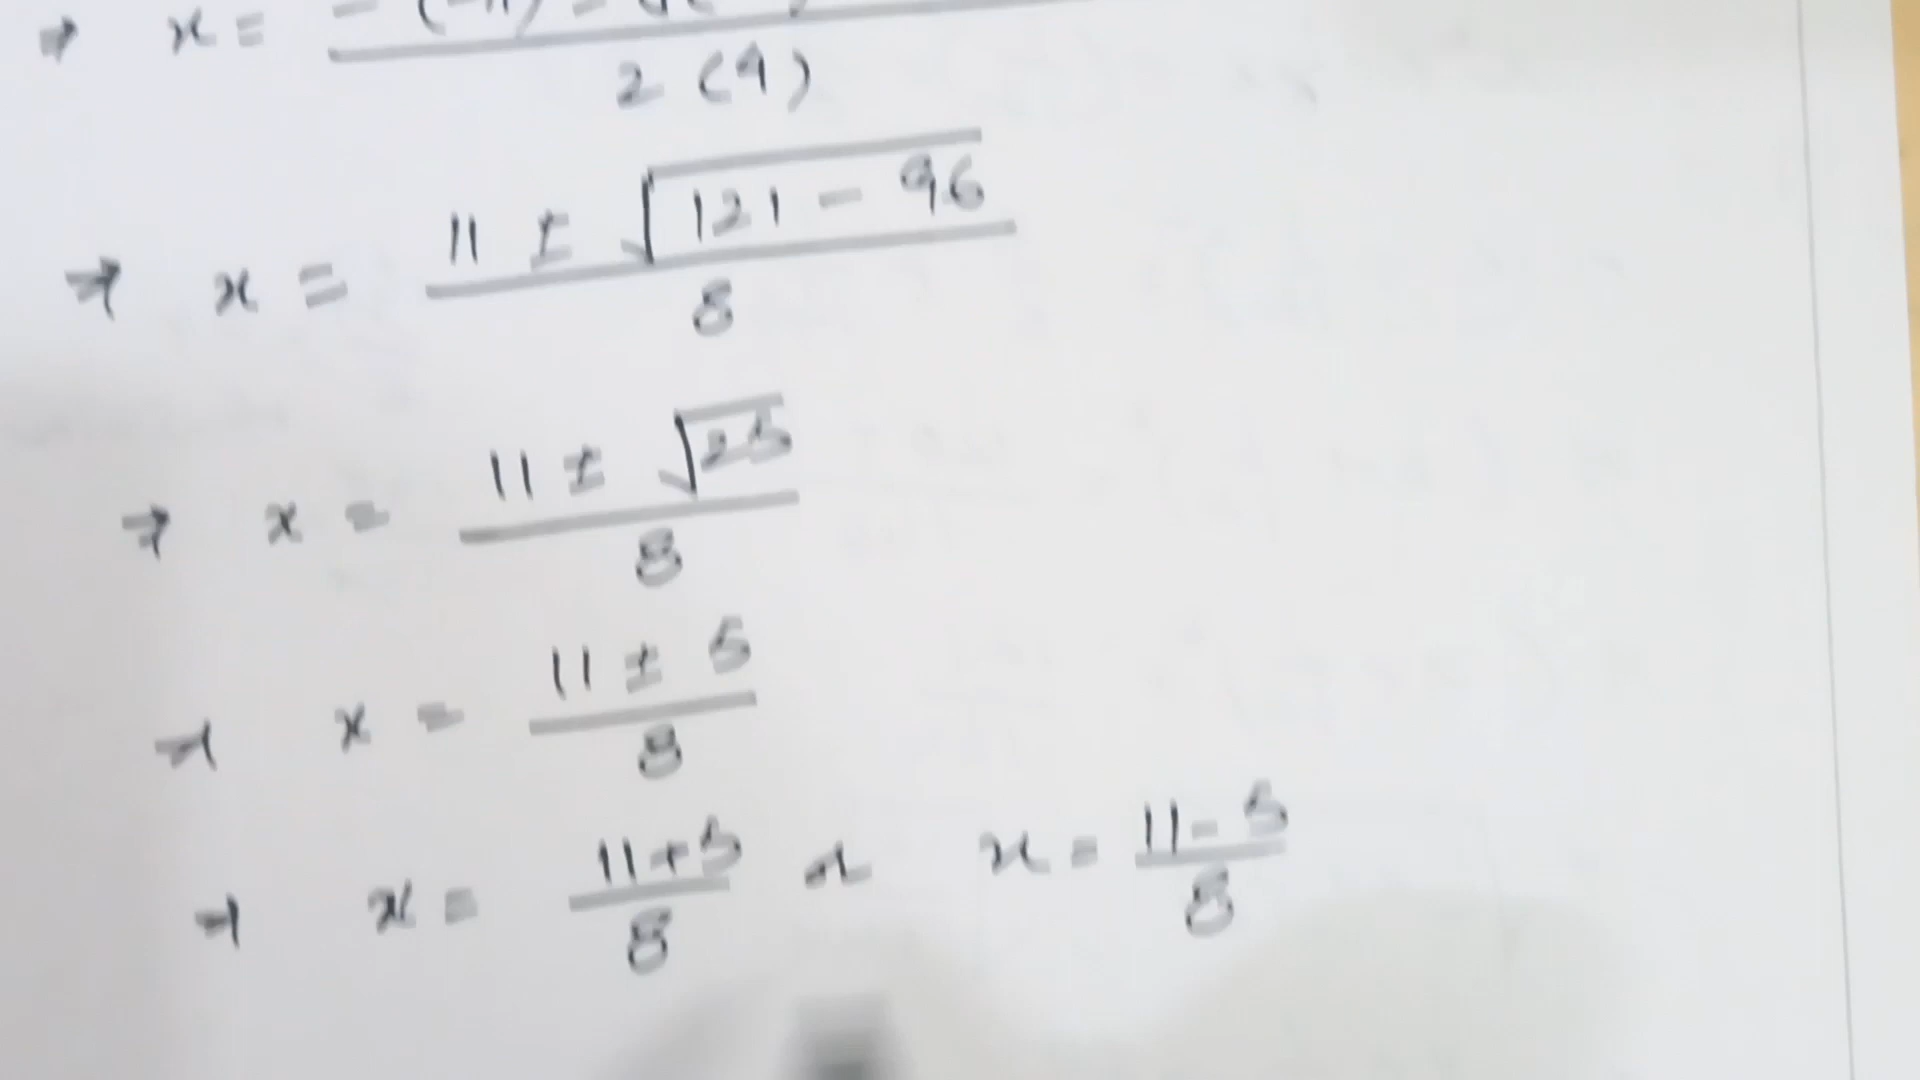 ⇒ x =
2 (4)
⇒ x = 11 ± √121 - 96 / 8
⇒ x = 11 ± √25 / 8
⇒ x = 11 ± 5 / 8
⇒ x = 11+5 / 8 or x = 11-5 / 8